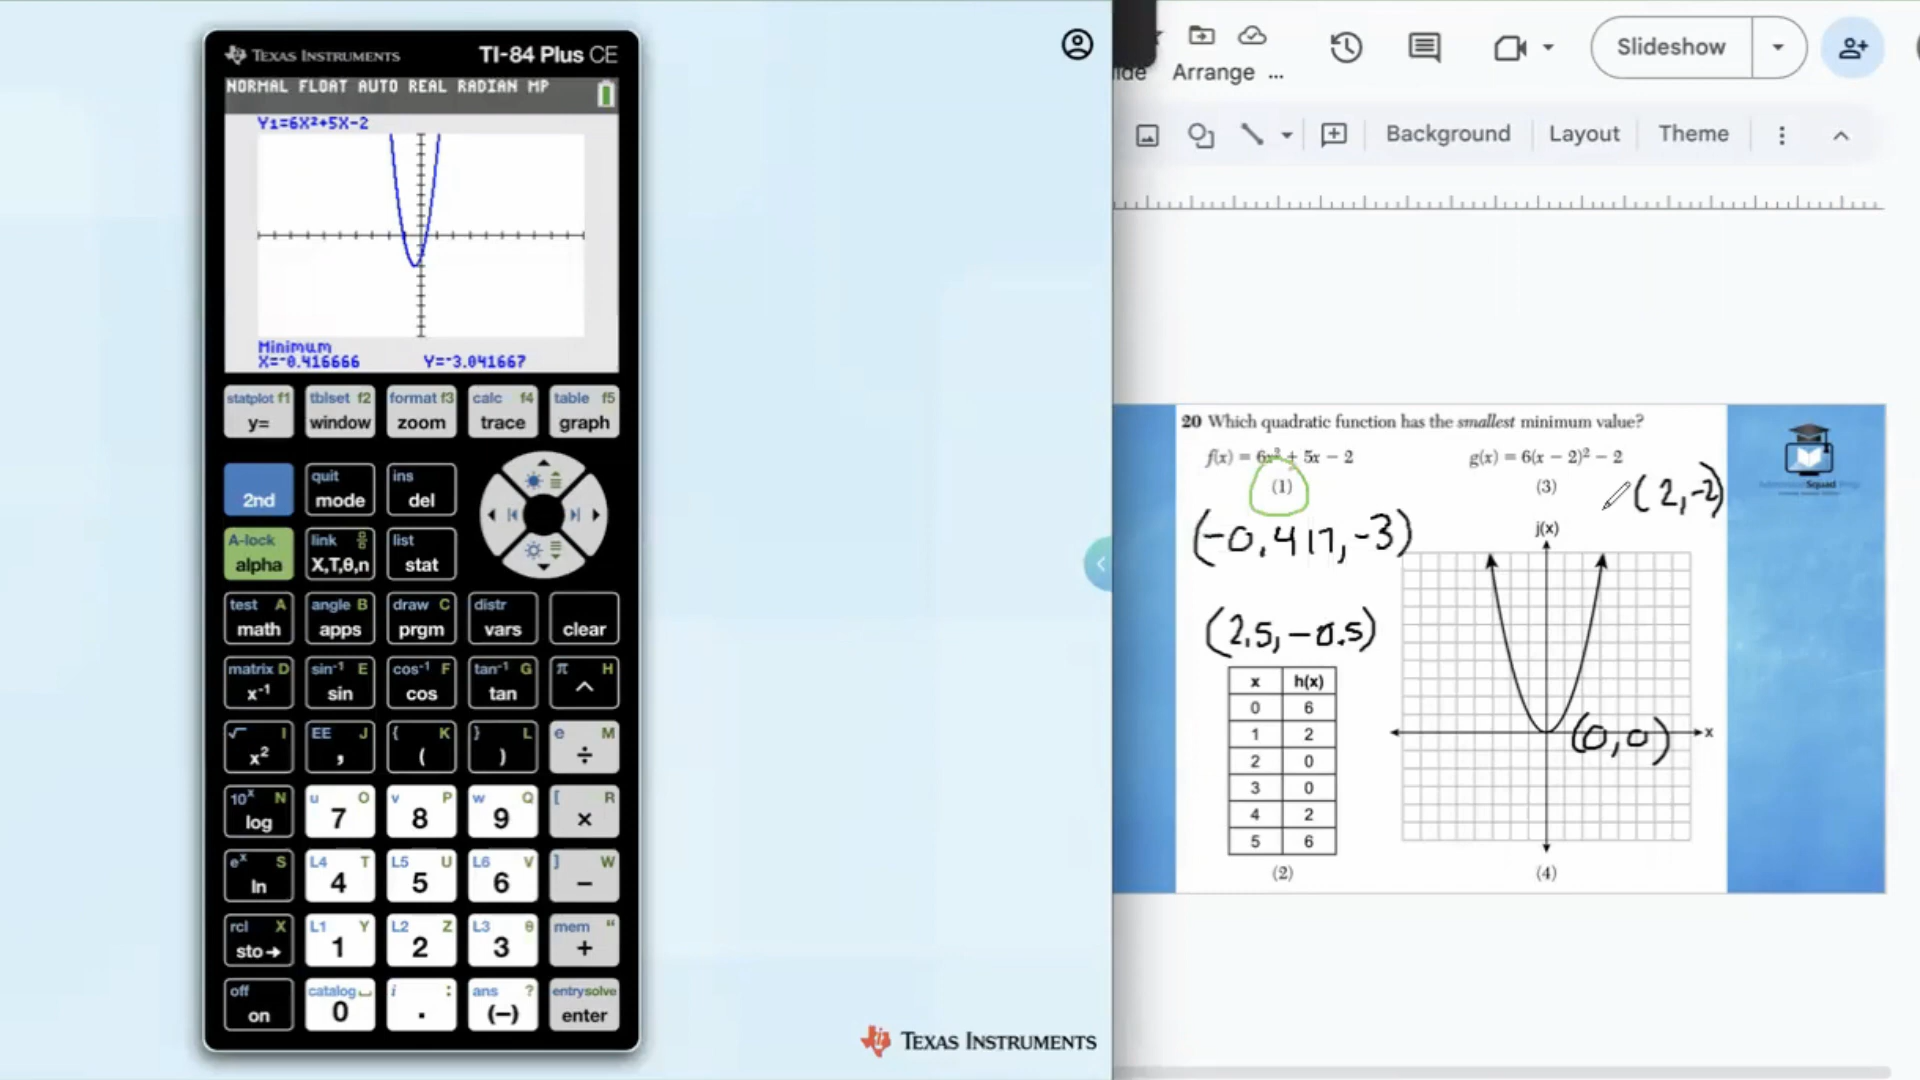 TEXAS INSTRUMENTS TI-84 Plus CE
NORMAL FLOAT AUTO REAL RADIAN MP
Y1=6X²+5X-2
Minimum
X=-0.416666 Y=-3.041667
statplot f1 tblset f2 format f3 calc f4 table f5
y= window zoom trace graph
quit ins
2nd mode del
A-lock link list
alpha X,T,θ,n stat
test A angle B draw C distr
math apps prgm vars clear
matrix D sin⁻¹ E cos⁻¹ F tan⁻¹ G π H
x⁻¹ sin cos tan ^
√ I EE J { K } L e M
x² , ( ) ÷
10ˣ N u O v P w Q [ R
log 7 8 9 ×
eˣ S L4 T L5 U L6 V ] W
ln 4 5 6 −
rcl X L1 Y L2 Z L3 θ mem "
sto→ 1 2 3 +
off catalog i : ans ? entry solve
on 0 . (−) enter
TEXAS INSTRUMENTS
Arrange ...
Slideshow
Background Layout Theme
20 Which quadratic function has the smallest minimum value?
f(x) = 6x² + 5x − 2 g(x) = 6(x − 2)² − 2
(1) (3) (2,-2)
(-0.417,-3)
j(x)
(2.5,-0.5)
x h(x)
0 6
1 2
2 0
3 0
4 2
5 6
(2)
(0,0) x
(4)